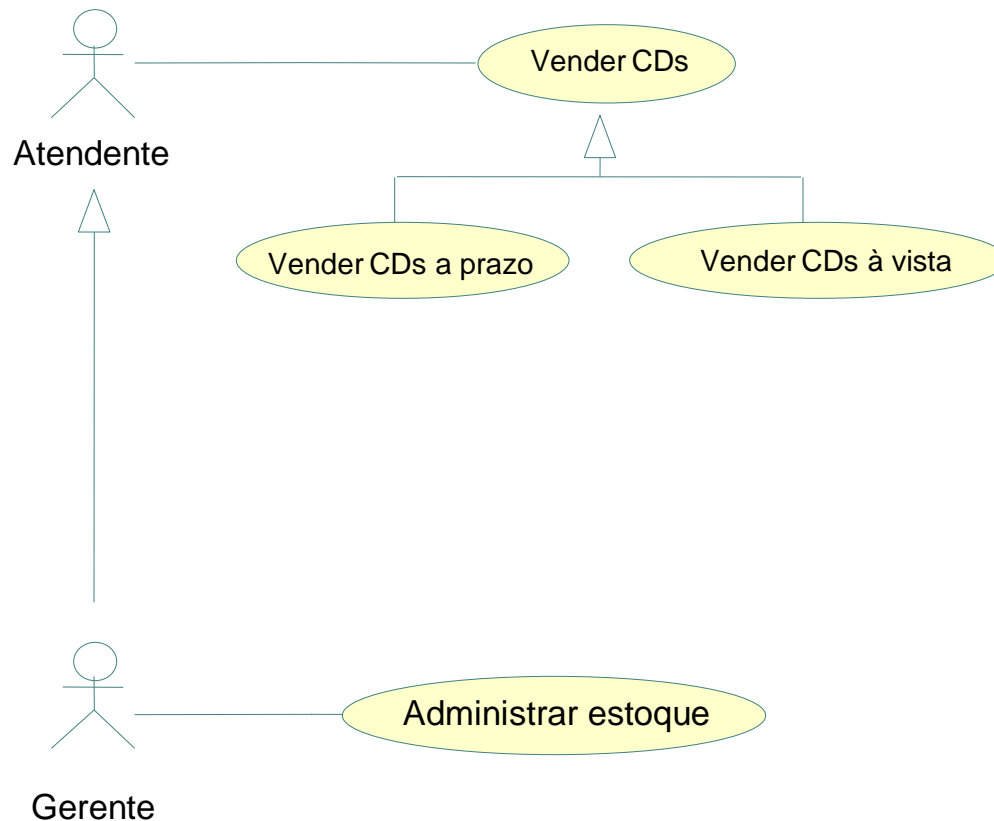 Vender CDs
Atendente
Vender CDs a prazo
Vender CDs à vista
Administrar estoque
Gerente